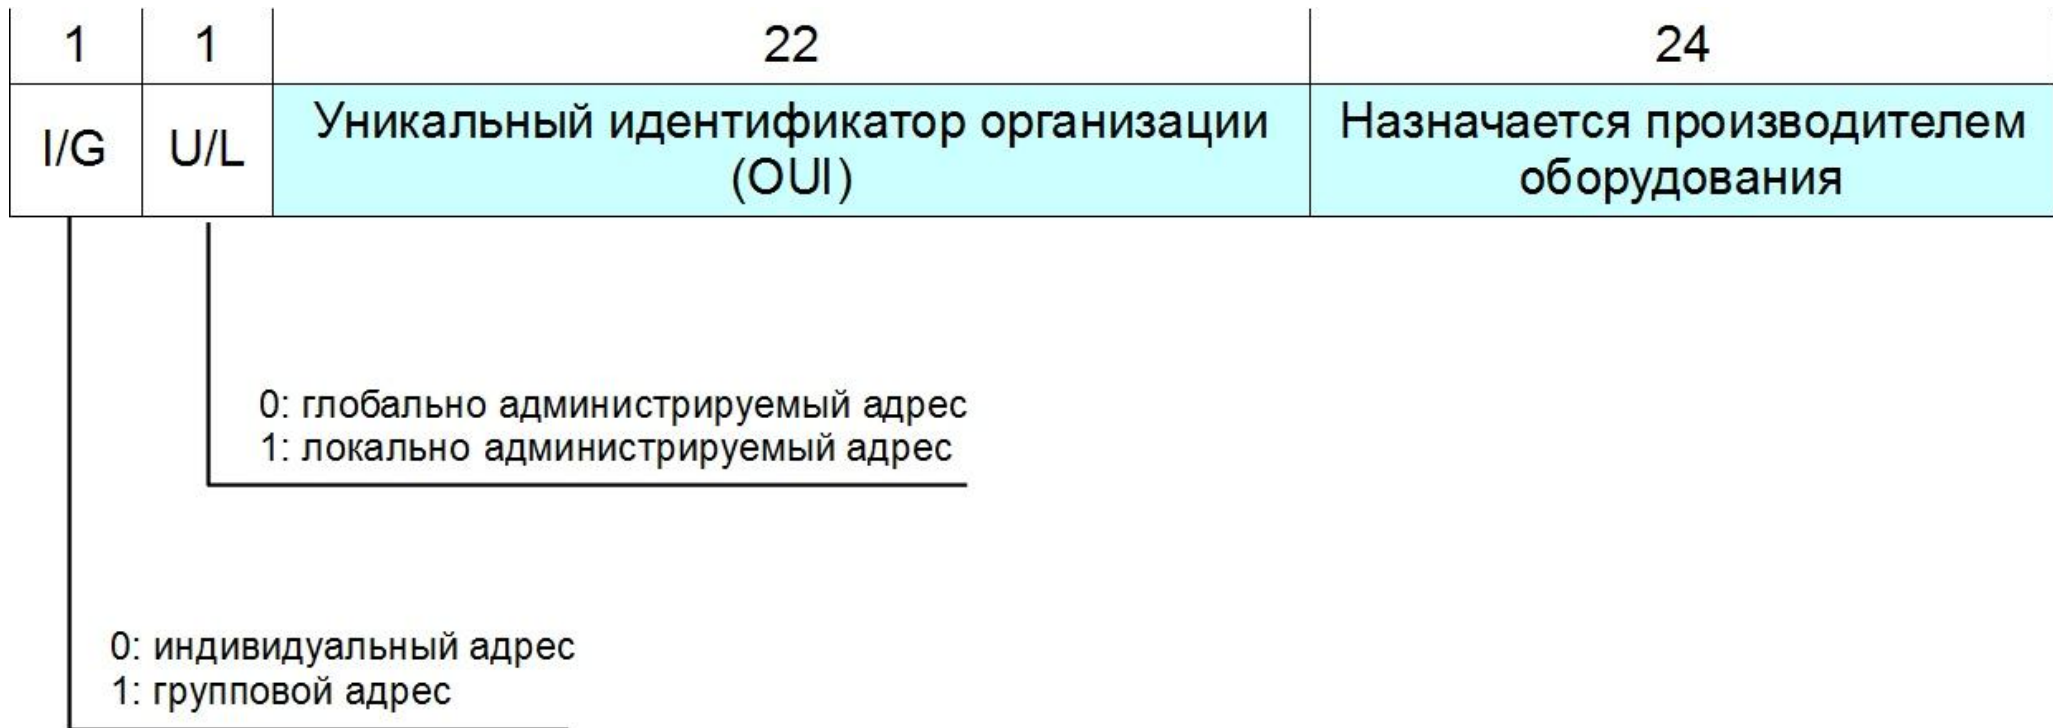 1 1 22 24
I/G U/L Уникальный идентификатор организации (OUI) Назначается производителем оборудования
0: глобально администрируемый адрес
1: локально администрируемый адрес
0: индивидуальный адрес
1: групповой адрес